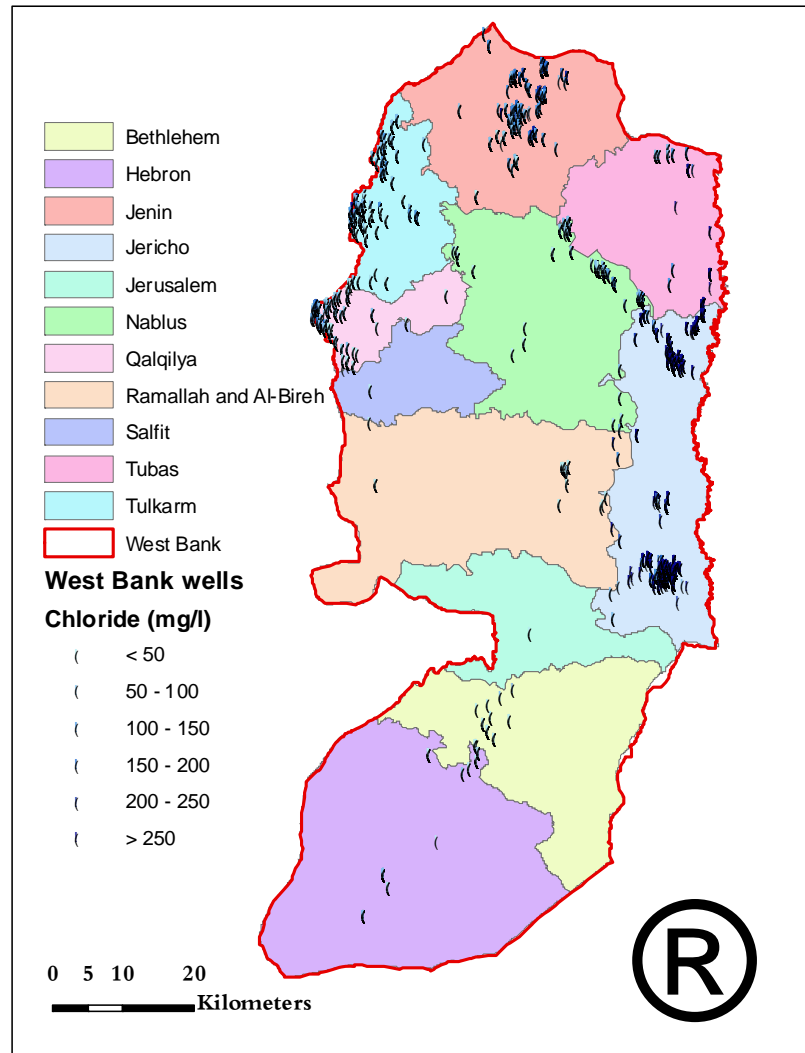 Bethlehem
Hebron
Jenin
Jericho
Jerusalem
Nablus
Qalqilya
Ramallah and Al-Bireh
Salfit
Tubas
Tulkarm
West Bank
West Bank wells
Chloride (mg/l)
< 50
50 - 100
100 - 150
150 - 200
200 - 250
> 250
0 5 10 20
Kilometers
®